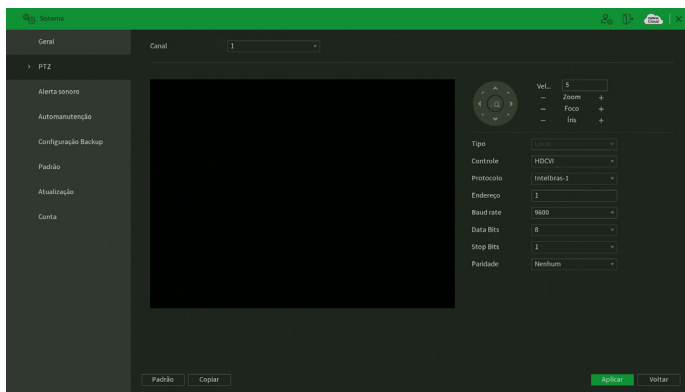 Sistema
Geral
PTZ
Alerta sonoro
Automanutenção
Configuração Backup
Padrão
Atualização
Conta
Canal 1
Vel... 5
− Zoom +
− Foco +
− Íris +
Tipo Local
Controle HDCVI
Protocolo Intelbras-1
Endereço 1
Baud rate 9600
Data Bits 8
Stop Bits 1
Paridade Nenhum
Padrão Copiar
Aplicar Voltar